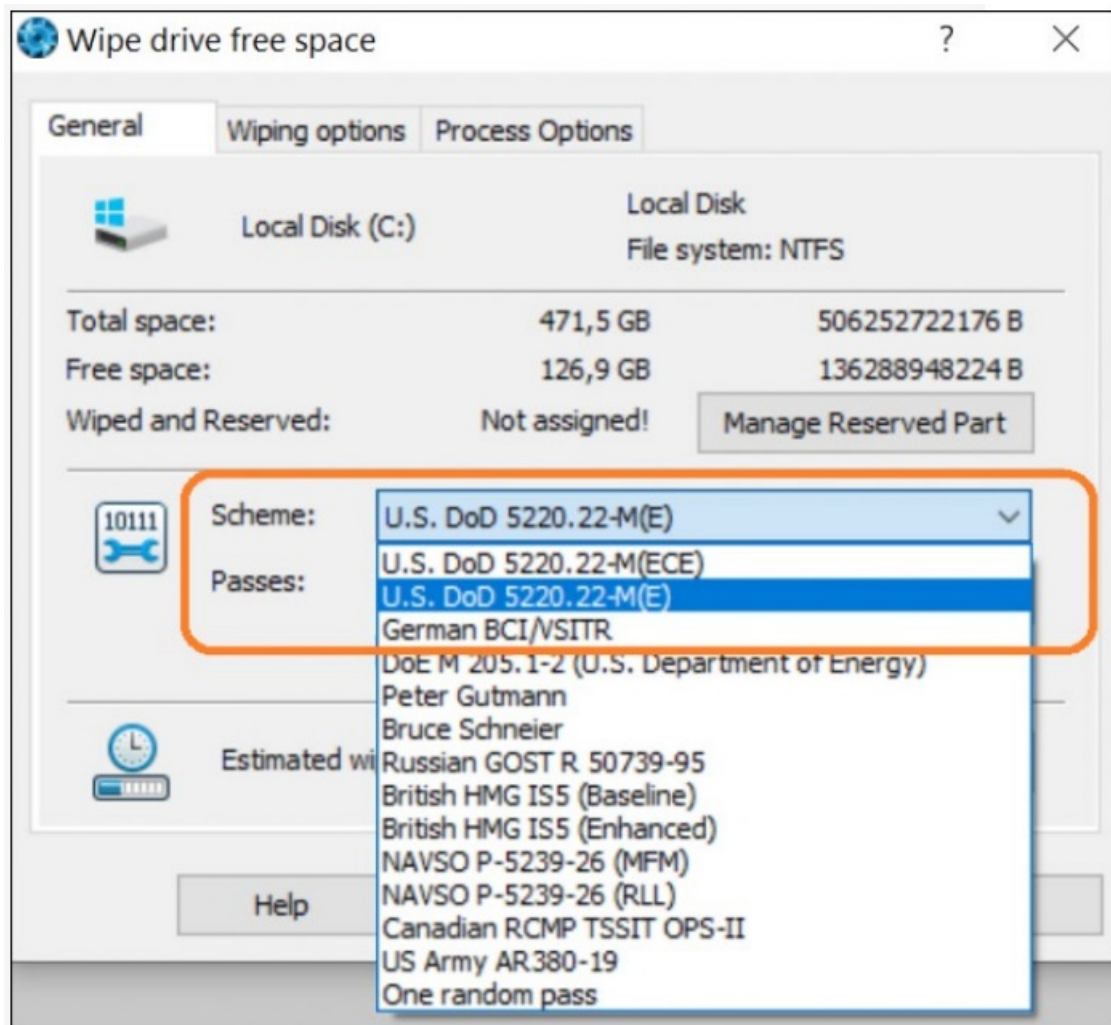 Wipe drive free space ?
General Wiping options Process Options
Local Disk (C:) Local Disk
File system: NTFS
Total space: 471,5 GB 506252722176 B
Free space: 126,9 GB 136288948224 B
Wiped and Reserved: Not assigned! Manage Reserved Part
10111 Scheme: U.S. DoD 5220.22-M(E)
U.S. DoD 5220.22-M(ECE)
Passes:
U.S. DoD 5220.22-M(E)
German BCI/VSITR
DoE M 205.1-2 (U.S. Department of Energy)
Peter Gutmann
Bruce Schneier
Estimated wi
Russian GOST R 50739-95
British HMG IS5 (Baseline)
British HMG IS5 (Enhanced)
NAVSO P-5239-26 (MFM)
NAVSO P-5239-26 (RLL)
Help
Canadian RCMP TSSIT OPS-II
US Army AR380-19
One random pass